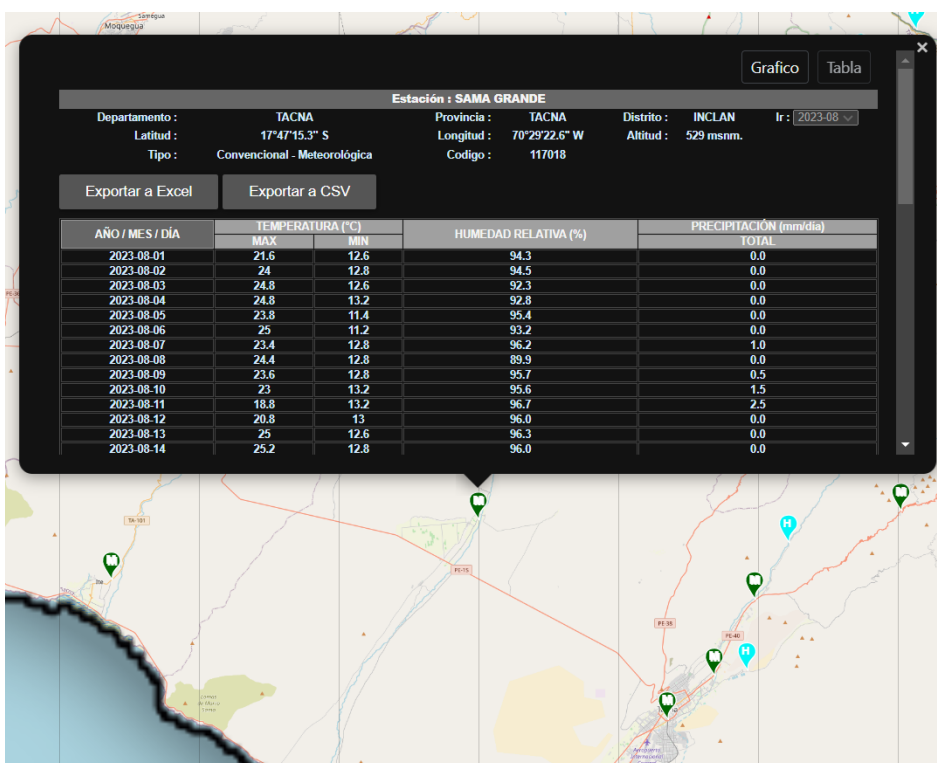 Samegua
Moquegua
×
Grafico Tabla
Estación : SAMA GRANDE
Departamento : TACNA Provincia : TACNA Distrito : INCLAN Ir : 2023-08
Latitud : 17°47'15.3" S Longitud : 70°29'22.6" W Altitud : 529 msnm.
Tipo : Convencional - Meteorológica Codigo : 117018
Exportar a Excel Exportar a CSV
AÑO / MES / DÍA TEMPERATURA (°C) HUMEDAD RELATIVA (%) PRECIPITACIÓN (mm/día)
MAX MIN TOTAL
2023-08-01 21.6 12.6 94.3 0.0
2023-08-02 24 12.8 94.5 0.0
2023-08-03 24.8 12.6 92.3 0.0
2023-08-04 24.8 13.2 92.8 0.0
2023-08-05 23.8 11.4 95.4 0.0
2023-08-06 25 11.2 93.2 0.0
2023-08-07 23.4 12.8 96.2 1.0
2023-08-08 24.4 12.8 89.9 0.0
2023-08-09 23.6 12.8 95.7 0.5
2023-08-10 23 13.2 95.6 1.5
2023-08-11 18.8 13.2 96.7 2.5
2023-08-12 20.8 13 96.0 0.0
2023-08-13 25 12.6 96.3 0.0
2023-08-14 25.2 12.8 96.0 0.0
TA-101
H
PE-1S
Ite
PE-38
PE-40
H
Aeropuerto
Internacional